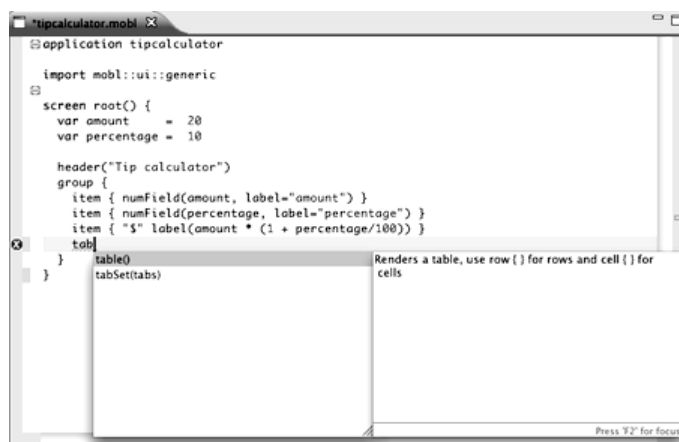 *tipcalculator.mobl
application tipcalculator
import mobl::ui::generic
screen root() {
var amount = 20
var percentage = 10
header("Tip calculator")
group {
item { numField(amount, label="amount") }
item { numField(percentage, label="percentage") }
item { "$" label(amount * (1 + percentage/100)) }
tab
}
}
table()
tabSet(tabs)
Renders a table, use row { } for rows and cell { } for
cells
Press 'F2' for focus